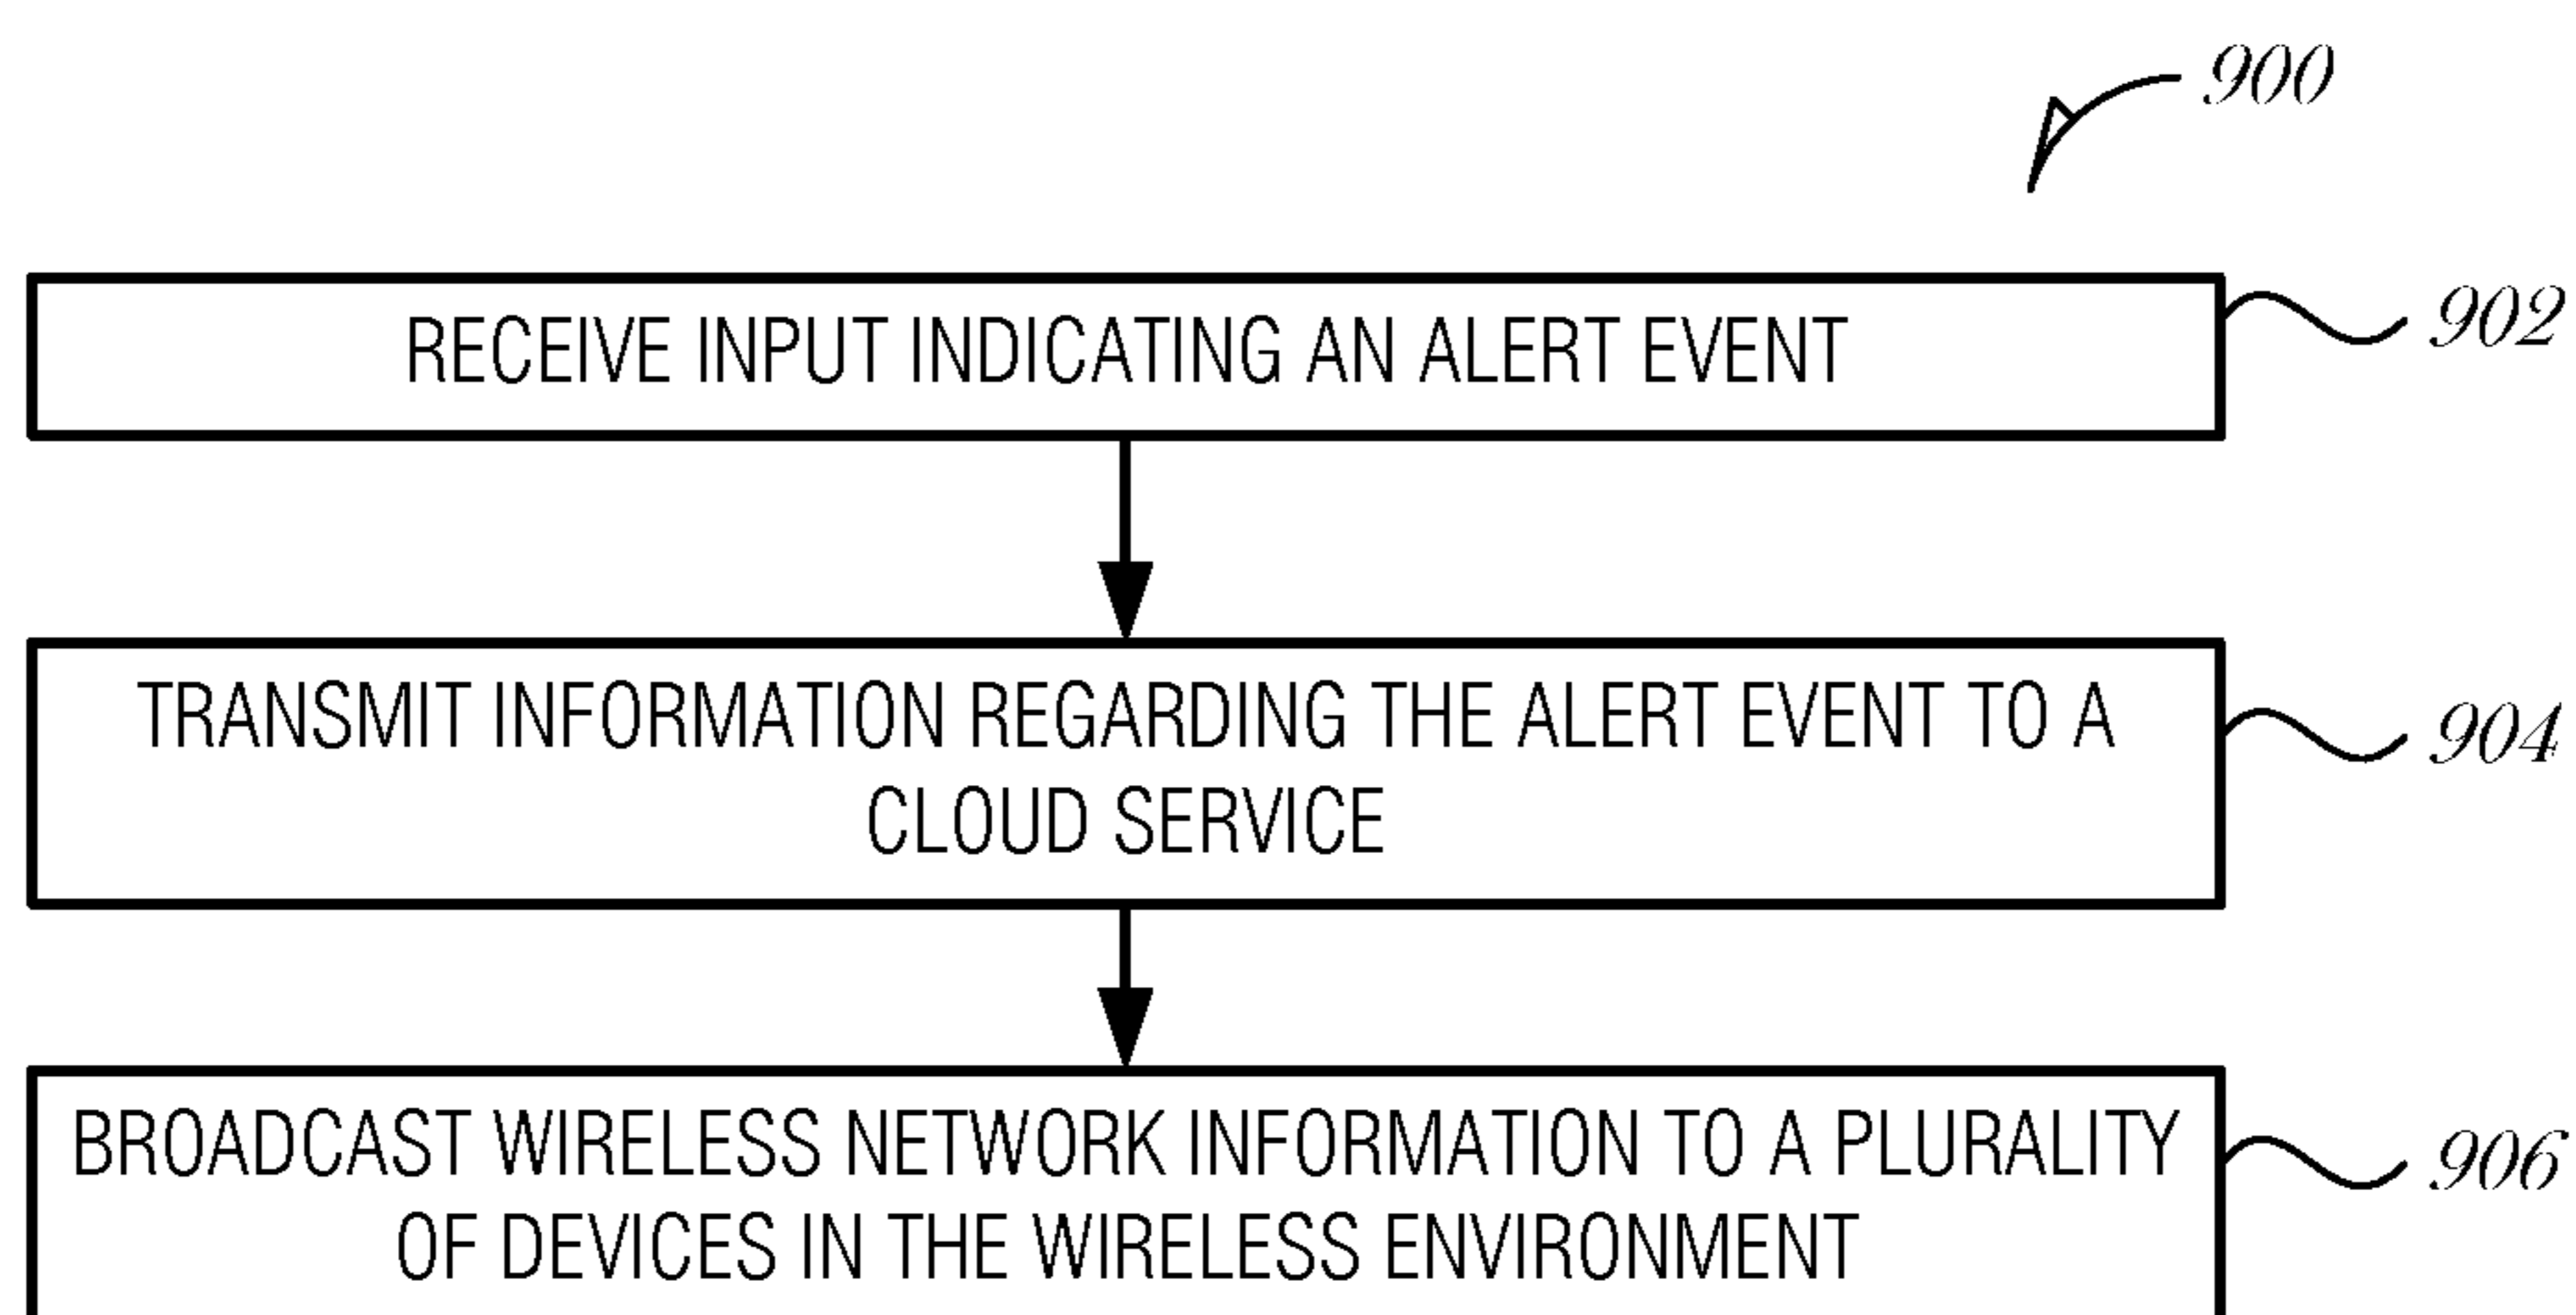 900
RECEIVE INPUT INDICATING AN ALERT EVENT
902
TRANSMIT INFORMATION REGARDING THE ALERT EVENT TO A
CLOUD SERVICE
904
BROADCAST WIRELESS NETWORK INFORMATION TO A PLURALITY
OF DEVICES IN THE WIRELESS ENVIRONMENT
906